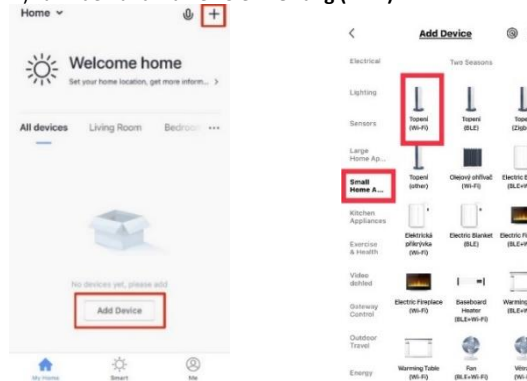 Home
Welcome home
Set your home location, get more inform...
All devices Living Room Bedroo
No devices yet, please add
Add Device
My Home Smart Me
Add Device
Electrical
Two Seasons
Lighting
Sensors
Topení
(Wi-Fi)
Topení
(BLE)
Large
Home Ap...
Small
Home A...
Topení
(other)
Olejový ohřívač
(Wi-Fi)
Kitchen
Appliances
Exercise
& Health
Elektrická
přikrývka
(Wi-Fi)
Electric Blanket
(BLE)
Video
dohled
Gateway
Control
Electric Fireplace
(Wi-Fi)
Baseboard
Heater
(BLE+Wi-Fi)
Outdoor
Travel
Energy
Warming Table
(Wi-Fi)
Fan
(BLE+Wi-Fi)